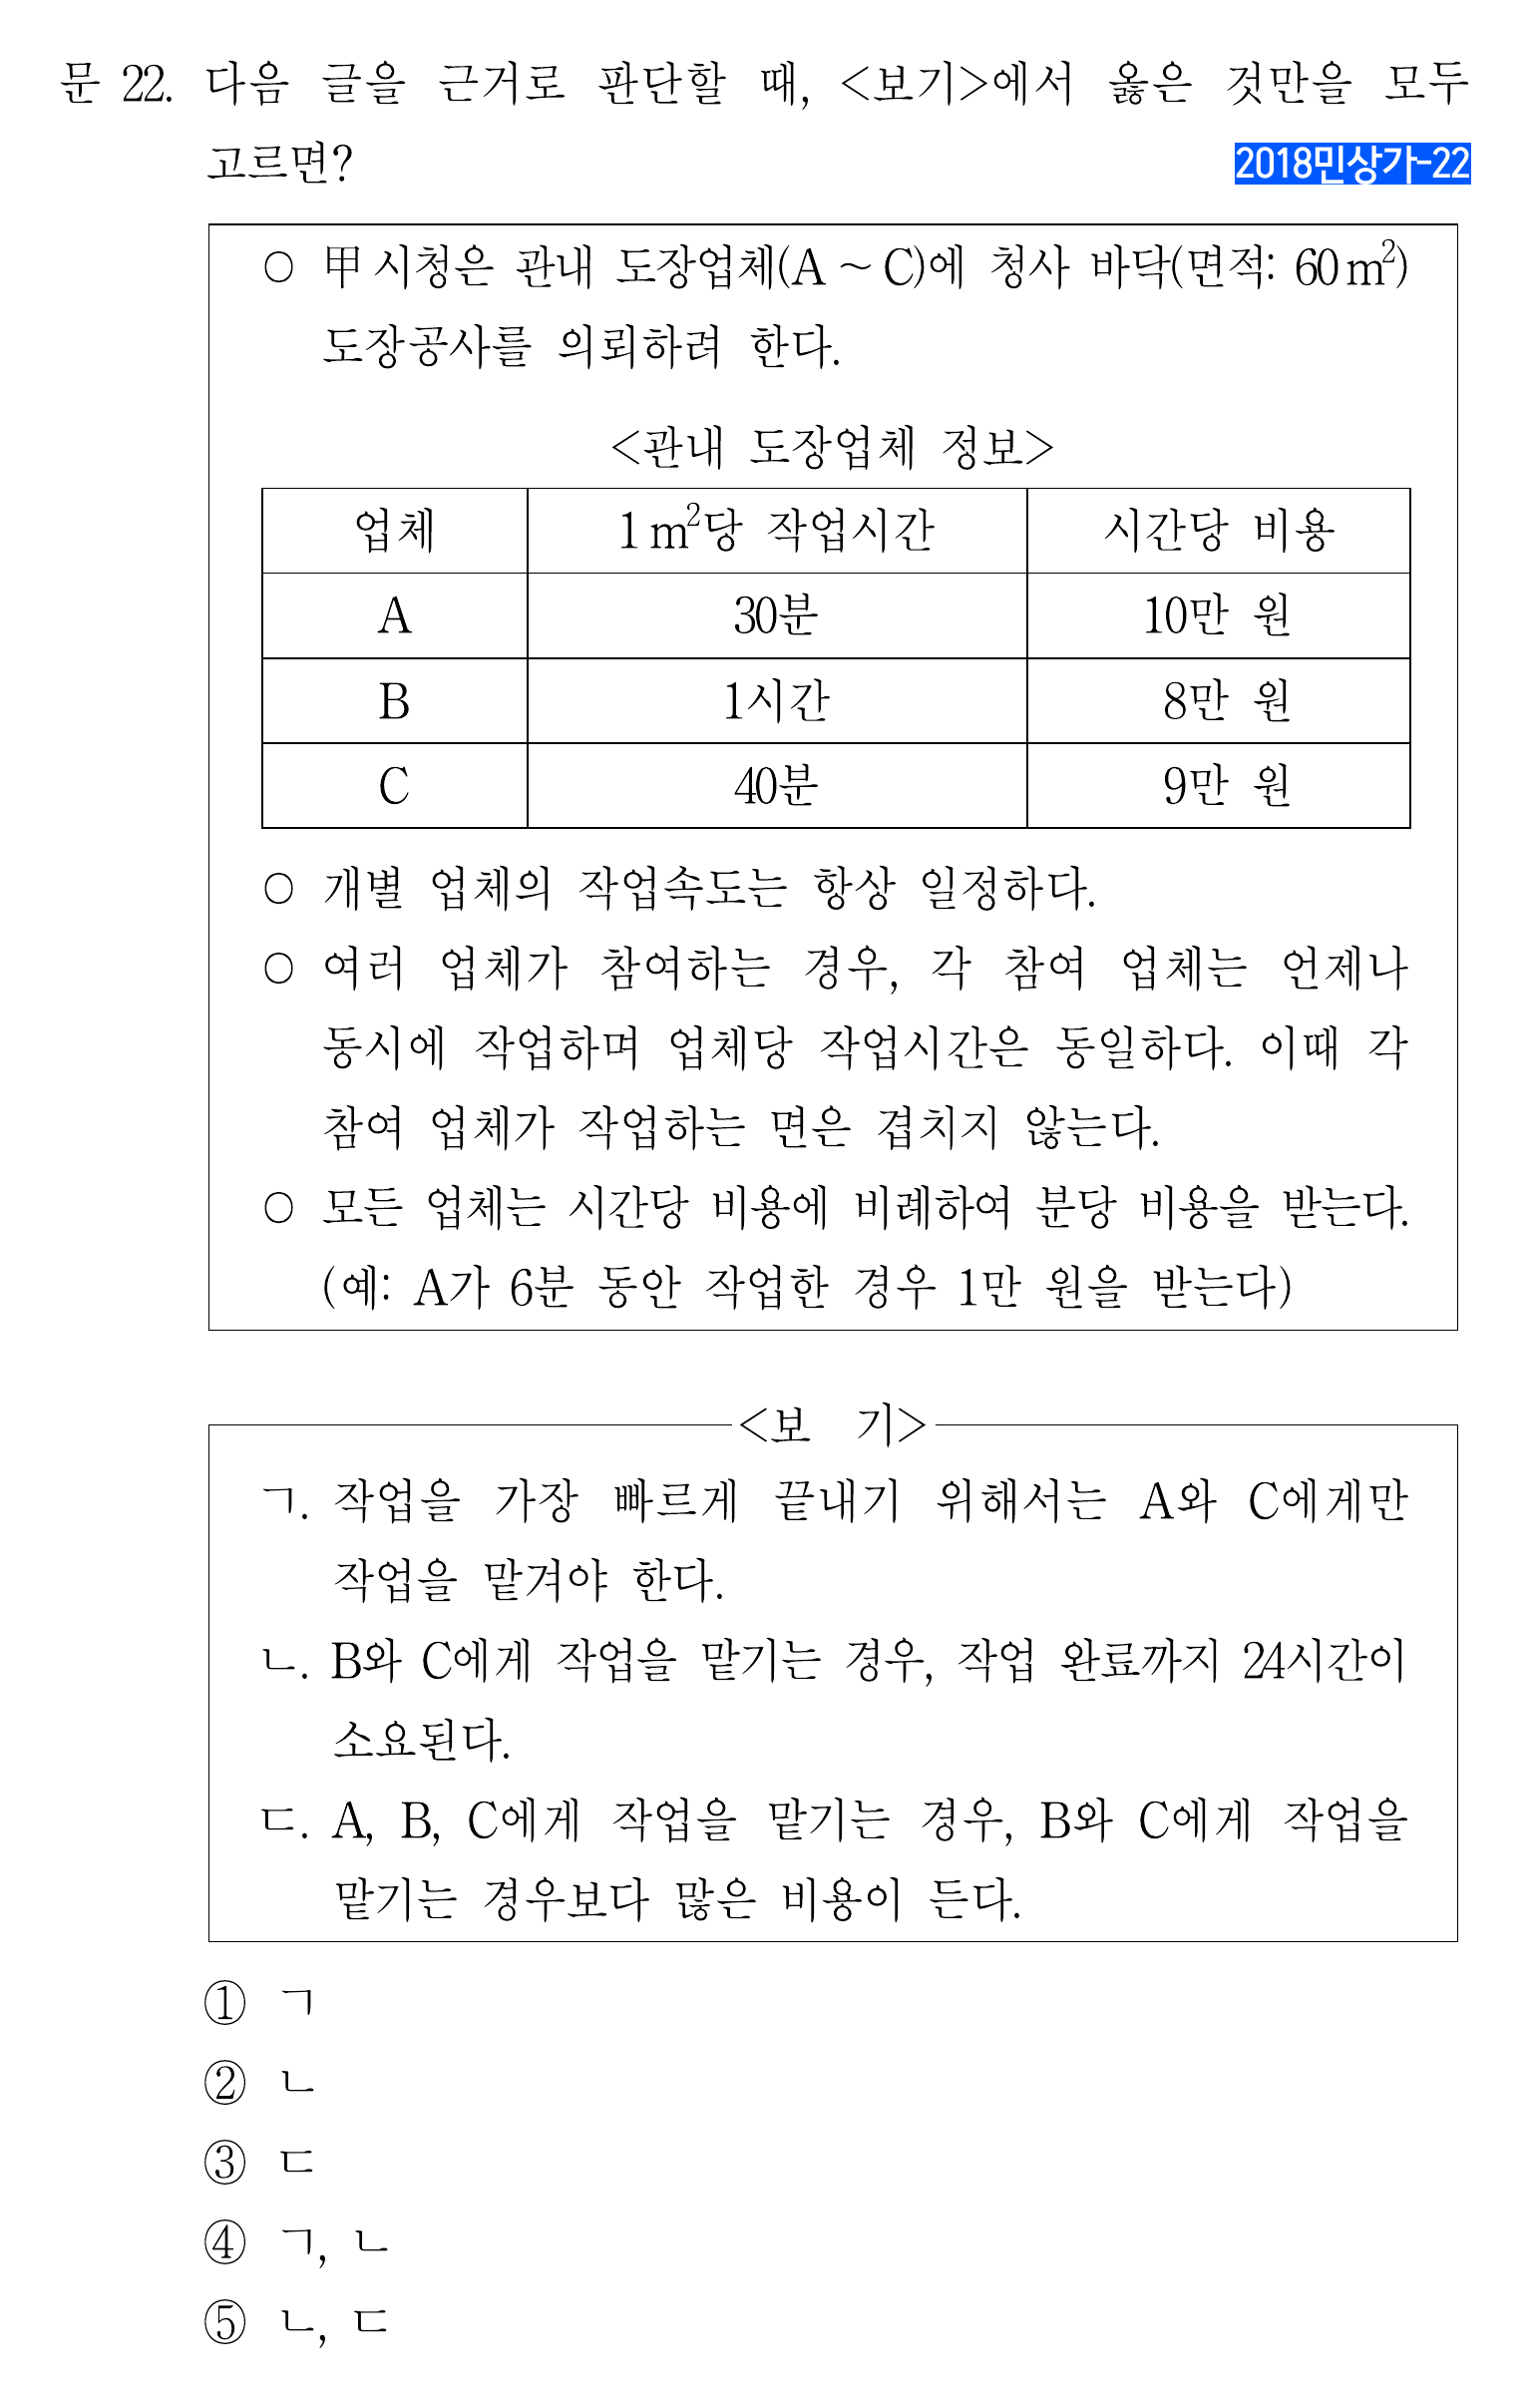 문 22. 다음 글을 근거로 판단할 때, <보기>에서 옳은 것만을 모두
고르면?
2018민상가-22
○ 甲시청은 관내 도장업체(A ~ C)에 청사 바닥(면적: 60 m²)
도장공사를 의뢰하려 한다.
<관내 도장업체 정보>
업체 1 m²당 작업시간 시간당 비용
A 30분 10만 원
B 1시간 8만 원
C 40분 9만 원
○ 개별 업체의 작업속도는 항상 일정하다.
○ 여러 업체가 참여하는 경우, 각 참여 업체는 언제나
동시에 작업하며 업체당 작업시간은 동일하다. 이때 각
참여 업체가 작업하는 면은 겹치지 않는다.
○ 모든 업체는 시간당 비용에 비례하여 분당 비용을 받는다.
(예: A가 6분 동안 작업한 경우 1만 원을 받는다)
<보 기>
ㄱ. 작업을 가장 빠르게 끝내기 위해서는 A와 C에게만
작업을 맡겨야 한다.
ㄴ. B와 C에게 작업을 맡기는 경우, 작업 완료까지 24시간이
소요된다.
ㄷ. A, B, C에게 작업을 맡기는 경우, B와 C에게 작업을
맡기는 경우보다 많은 비용이 든다.
① ㄱ
② ㄴ
③ ㄷ
④ ㄱ, ㄴ
⑤ ㄴ, ㄷ